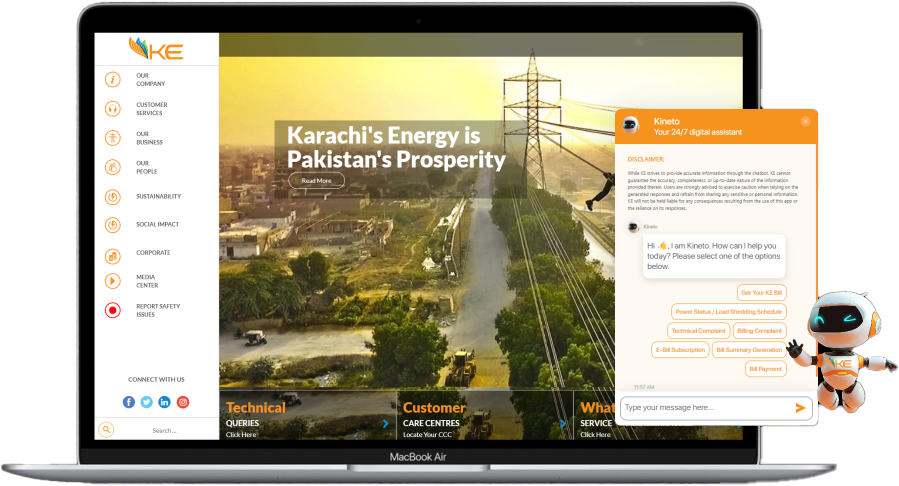 KE
OUR
COMPANY
CUSTOMER
SERVICES
OUR
BUSINESS
OUR
PEOPLE
SUSTAINABILITY
SOCIAL IMPACT
CORPORATE
MEDIA
CENTER
REPORT SAFETY
ISSUES
CONNECT WITH US
Search ...
Karachi's Energy is
Pakistan's Prosperity
Read More
Technical
QUERIES
Click Here
Customer
CARE CENTRES
Locate Your CCC
What
SERVICE
Click Here
Kineto
Your 24/7 digital assistant
DISCLAIMER:
While KE strives to provide accurate information through the chatbot, KE cannot
guarantee the accuracy, completeness, or up-to-date nature of the information
provided therein. Users are strongly advised to exercise caution when relying on the
generated responses and refrain from sharing any sensitive or personal information.
KE will not be held liable for any consequences resulting from the use of this app or
the reliance on its responses.
Kineto
Hi 👋, I am Kineto. How can I help you
today? Please select one of the options
below.
Get Your KE Bill
Power Status / Load Shedding Schedule
Technical Complaint Billing Complaint
E-Bill Subscription Bill Summary Generation
Bill Payment
11:57 AM
Type your message here...
KE
MacBook Air